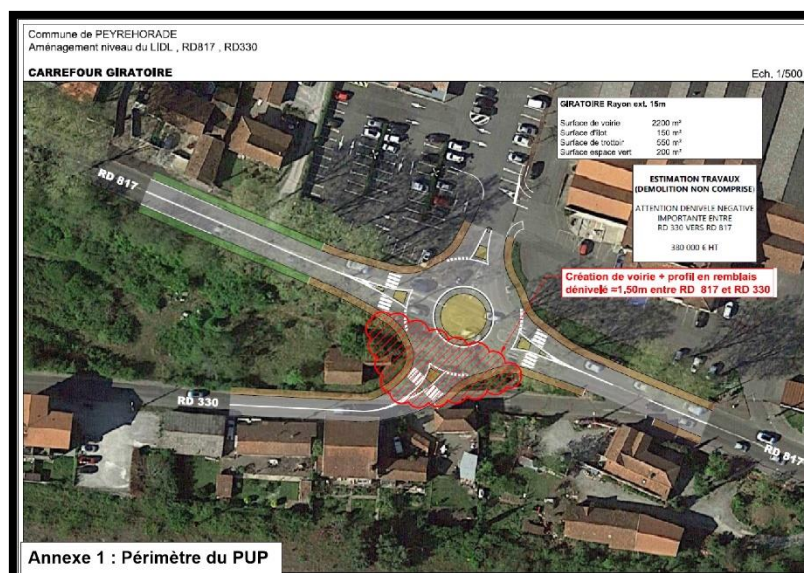 Commune de PEYREHORADE
Aménagement niveau du LIDL , RD817 , RD330
CARREFOUR GIRATOIRE
Ech, 1/500
GIRATOIRE Rayon ext. 15m
Surface de voirie 2200 m²
Surface d'ilot 150 m²
Surface de trottoir 550 m²
Surface espace vert 200 m²
ESTIMATION TRAVAUX
(DEMOLITION NON COMPRISE)
ATTENTION DENIVELE NEGATIVE
IMPORTANTE ENTRE
RD 330 VERS RD 817
380 000 € HT
RD 817
Création de voirie + profil en remblais
dénivelé =1,50m entre RD 817 et RD 330
RD 330
RD 817
Annexe 1 : Périmètre du PUP